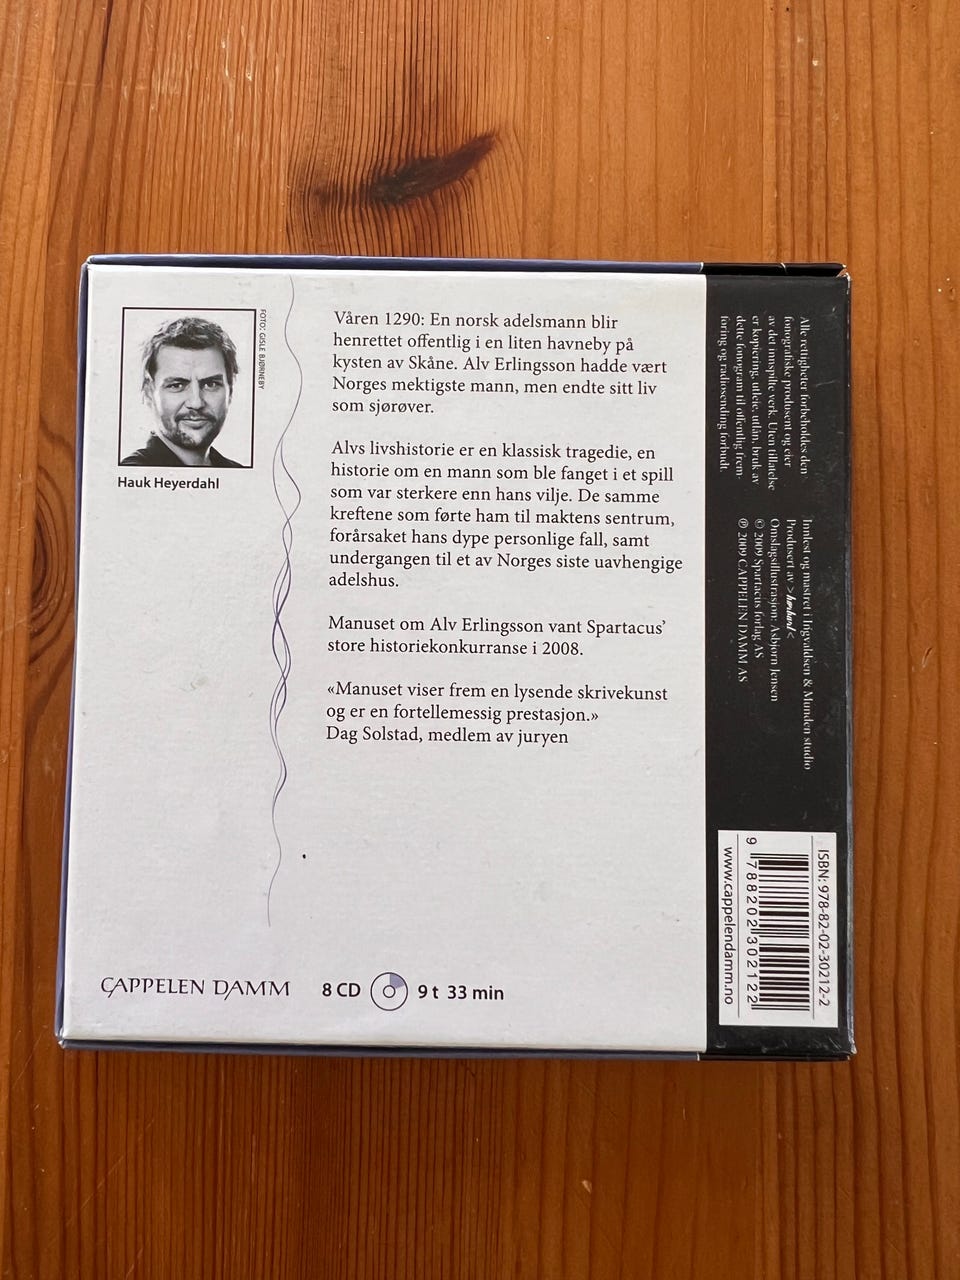 FOTO: GISLE BJØRNEBY
Hauk Heyerdahl
Våren 1290: En norsk adelsmann blir
henrettet offentlig i en liten havneby på
kysten av Skåne. Alv Erlingsson hadde vært
Norges mektigste mann, men endte sitt liv
som sjørøver.
Alvs livshistorie er en klassisk tragedie, en
historie om en mann som ble fanget i et spill
som var sterkere enn hans vilje. De samme
kreftene som førte ham til maktens sentrum,
forårsaket hans dype personlige fall, samt
undergangen til et av Norges siste uavhengige
adelshus.
Manuset om Alv Erlingsson vant Spartacus’
store historiekonkurranse i 2008.
«Manuset viser frem en lysende skrivekunst
og er en fortellemessig prestasjon.»
Dag Solstad, medlem av juryen
CAPPELEN DAMM
8 CD
9 t 33 min
Alle rettigheter forbeholdes den
fonografiske produsent og eier
av det innspilte verk. Uten tillatelse
er kopiering, utleie, utlån, bruk av
dette fonogram til offentlig frem-
føring og radiosending forbudt.
Innlest og mastret i Ingvaldsen & Munden studio
Produsert av >hørbart<
Omslagsillustrasjon: Asbjørn Jensen
© 2009 Spartacus forlag AS
℗ 2009 CAPPELEN DAMM AS
ISBN: 978-82-02-30212-2
9 788202 302122
www.cappelendamm.no